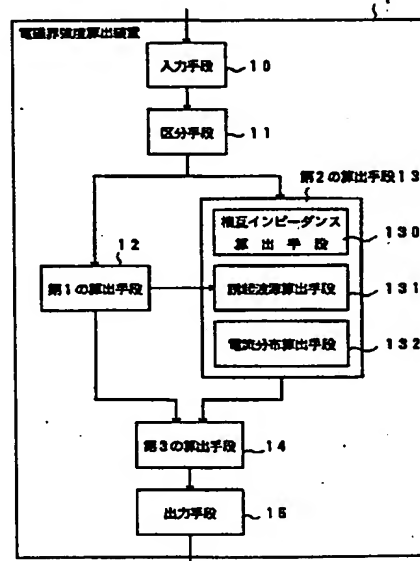 電磁界強度算出装置
入力手段
10
区分手段
11
第2の算出手段13
相互インピーダンス
算出手段
130
12
第1の算出手段
誘起波源算出手段
131
電流分布算出手段
132
第3の算出手段
14
出力手段
15